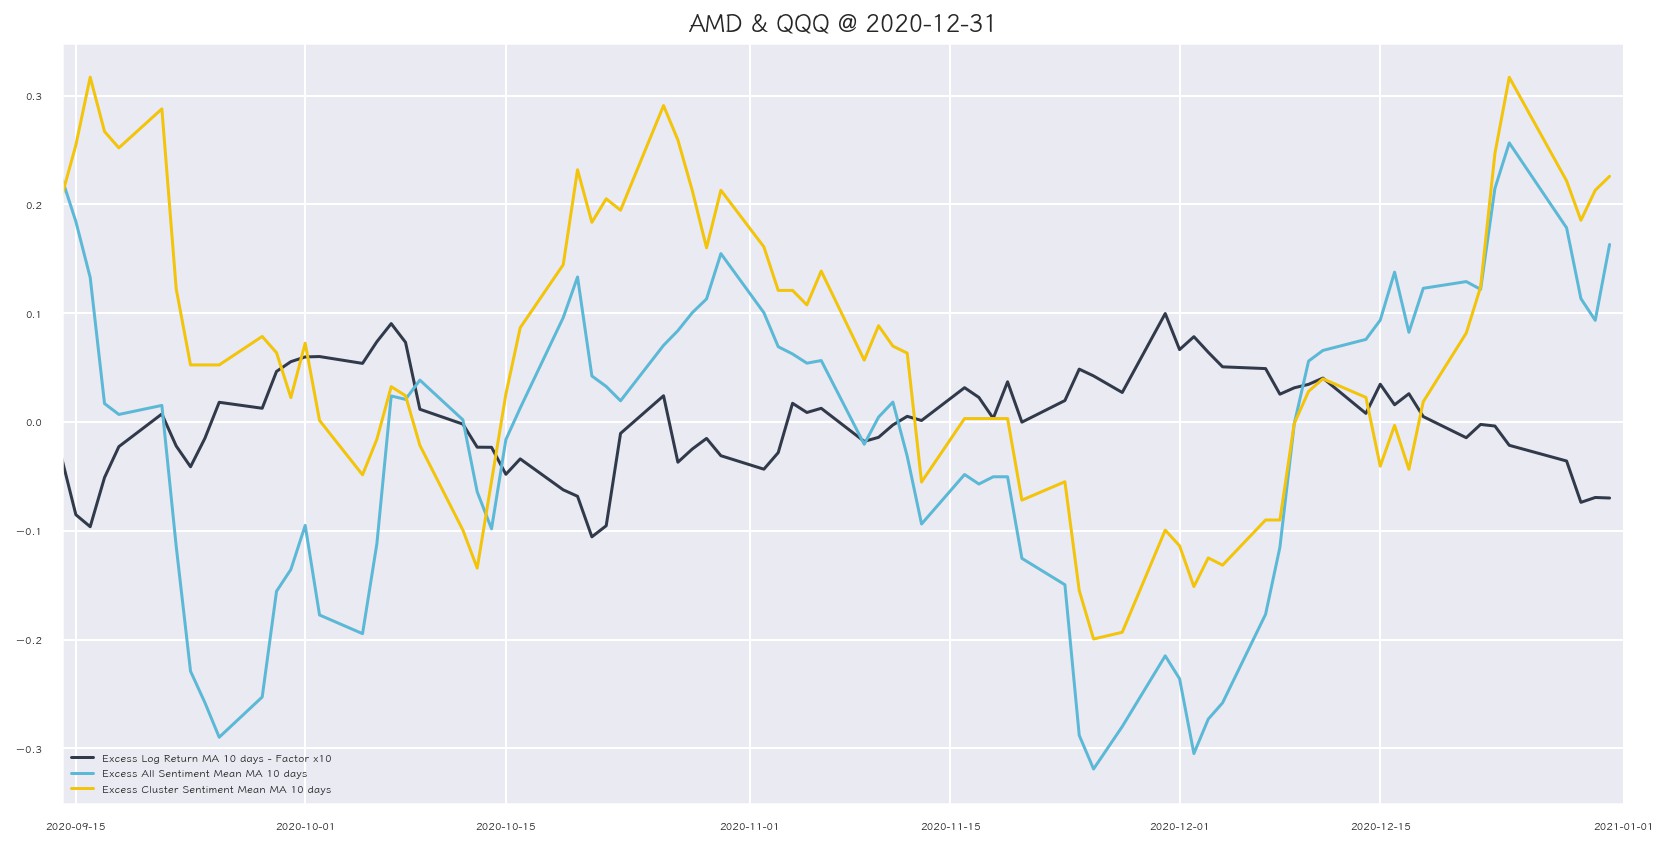 AMD & QQQ @ 2020-12-31
0.3
0.2
0.1
0.0
−0.1
−0.2
−0.3
Excess Log Return MA 10 days - Factor x10
Excess All Sentiment Mean MA 10 days
Excess Cluster Sentiment Mean MA 10 days
2020-09-15 2020-10-01 2020-10-15 2020-11-01 2020-11-15 2020-12-01 2020-12-15 2021-01-01